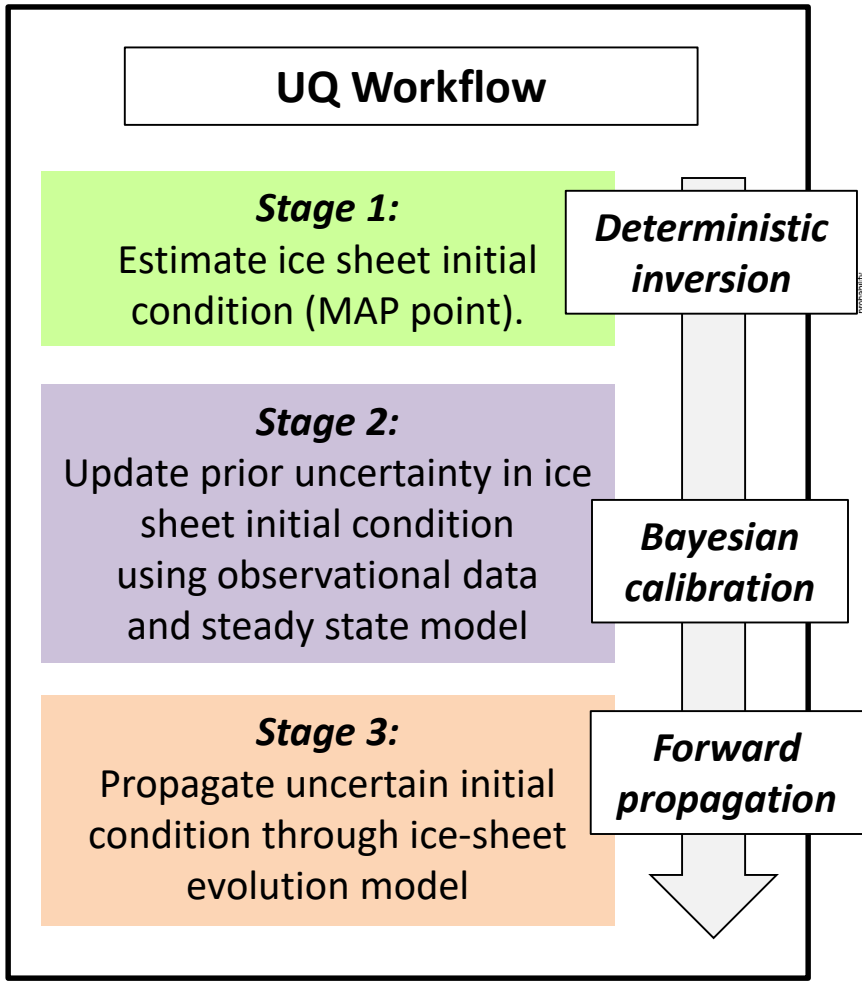 UQ Workflow
Stage 1:
Estimate ice sheet initial
condition (MAP point).
Deterministic
inversion
probability
Stage 2:
Update prior uncertainty in ice
sheet initial condition
using observational data
and steady state model
Bayesian
calibration
Stage 3:
Propagate uncertain initial
condition through ice-sheet
evolution model
Forward
propagation